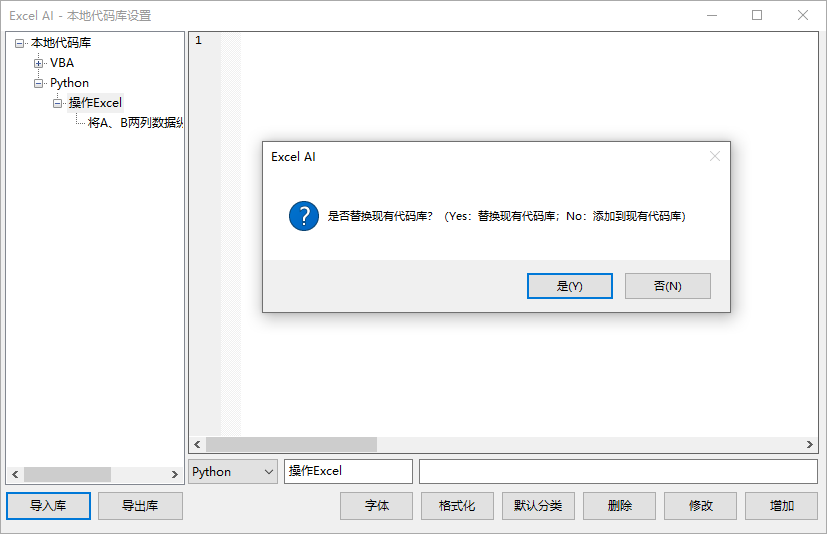 Excel AI - 本地代码库设置
本地代码库
VBA
Python
操作Excel
将A、B两列数据
1
Excel AI
是否替换现有代码库？（Yes：替换现有代码库；No：添加到现有代码库）
是(Y)
否(N)
Python
操作Excel
导入库
导出库
字体
格式化
默认分类
删除
修改
增加